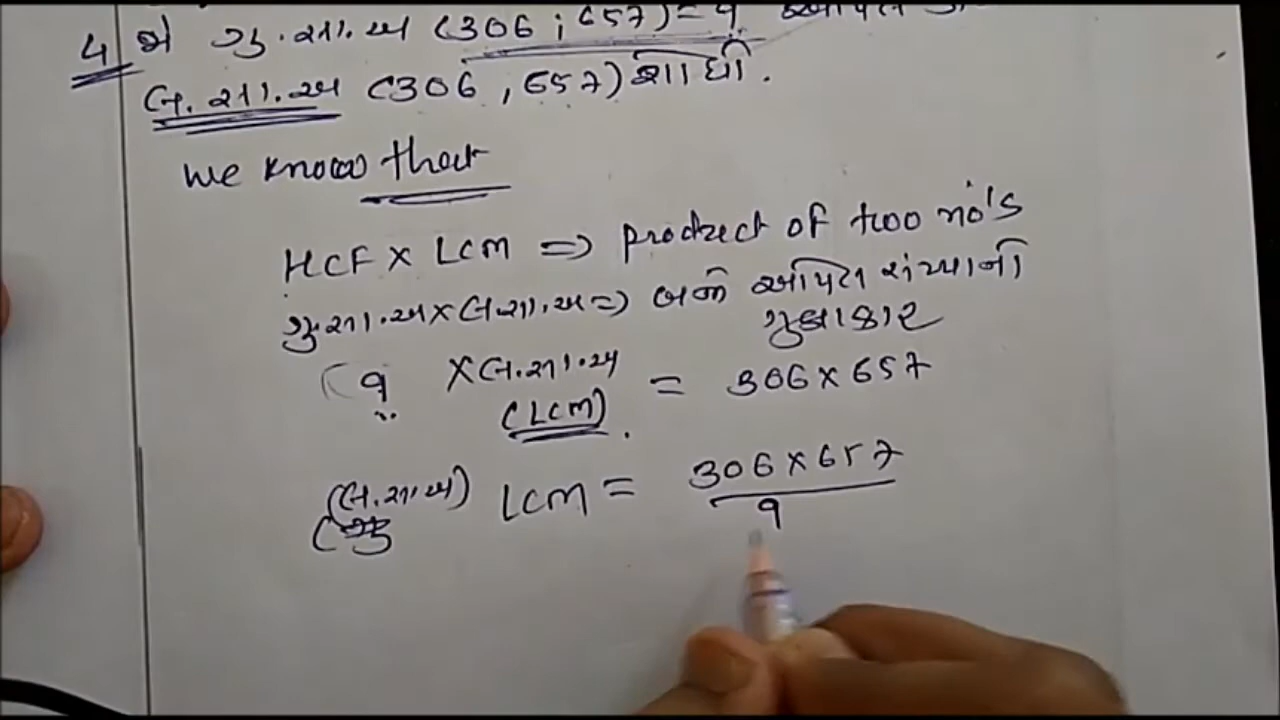 4 જો ગુ.સા.અ (306 ; 657) = 9 આપેલ
લ.સા.અ (306 , 657) શોધો.
We know that
HCF × LCM => product of two no's
ગુ.સા.અ × લ.સા.અ => બન્ને આપેલ સંખ્યાનો
ગુણાકાર
(9 × લ.સા.અ = 306 × 657
(LCM).
(લ.સા.અ) LCM = 306 × 657
9